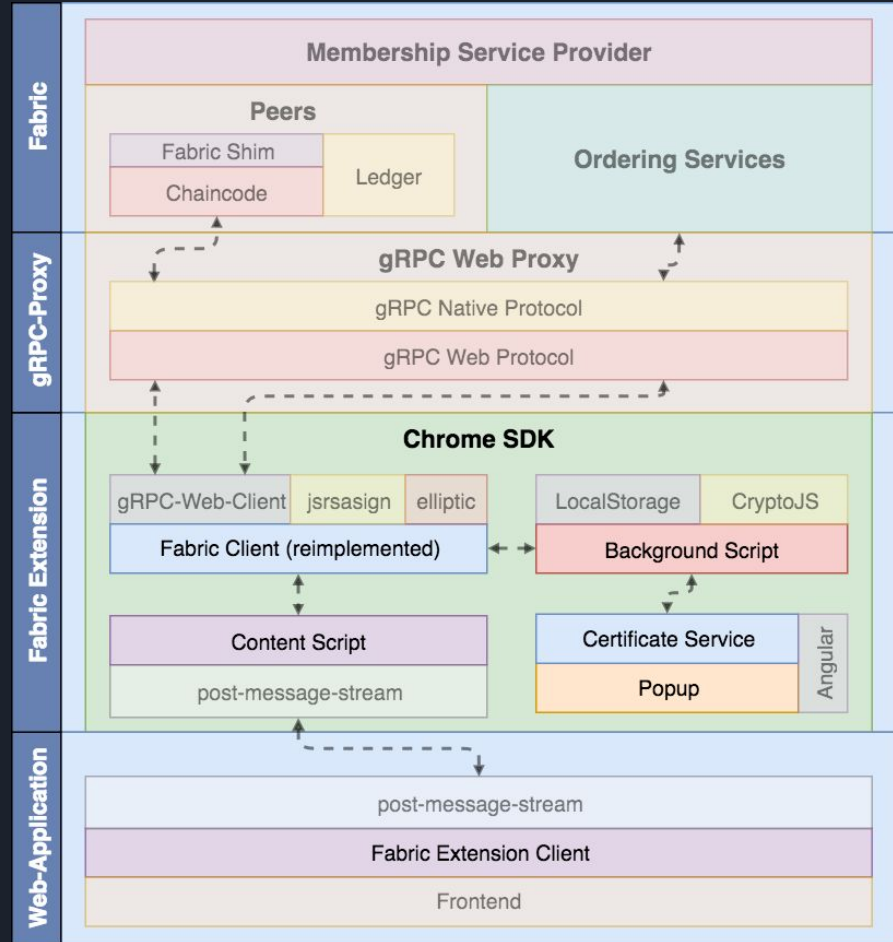 Fabric
Membership Service Provider
Peers
Fabric Shim
Chaincode
Ledger
Ordering Services
gRPC-Proxy
gRPC Web Proxy
gRPC Native Protocol
gRPC Web Protocol
Fabric Extension
Chrome SDK
gRPC-Web-Client
jsrsasign
elliptic
Fabric Client (reimplemented)
LocalStorage
CryptoJS
Background Script
Content Script
post-message-stream
Certificate Service
Popup
Angular
Web-Application
post-message-stream
Fabric Extension Client
Frontend